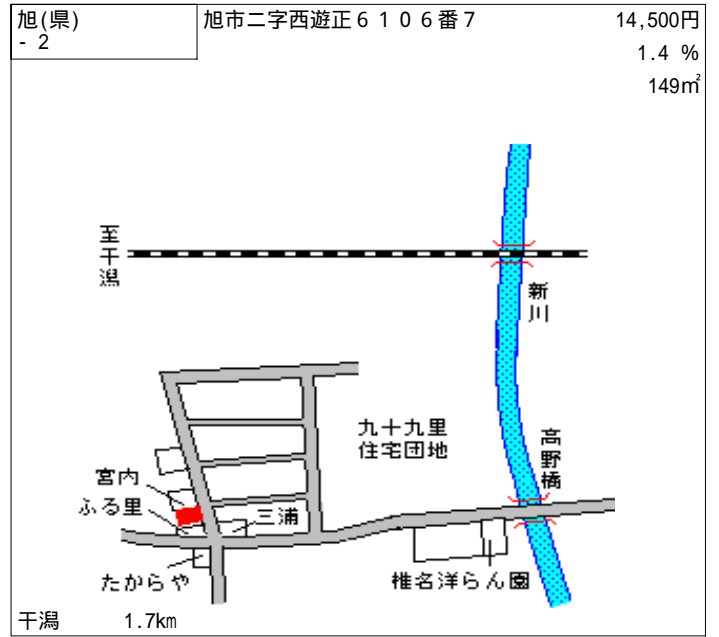 旭(県)
- 2
旭市二字西遊正６１０６番７
14,500円
1.4 %
149㎡
至干潟
新川
九十九里
住宅団地
高野橋
宮内
ふる里
三浦
たからや
椎名洋らん園
干潟 1.7km